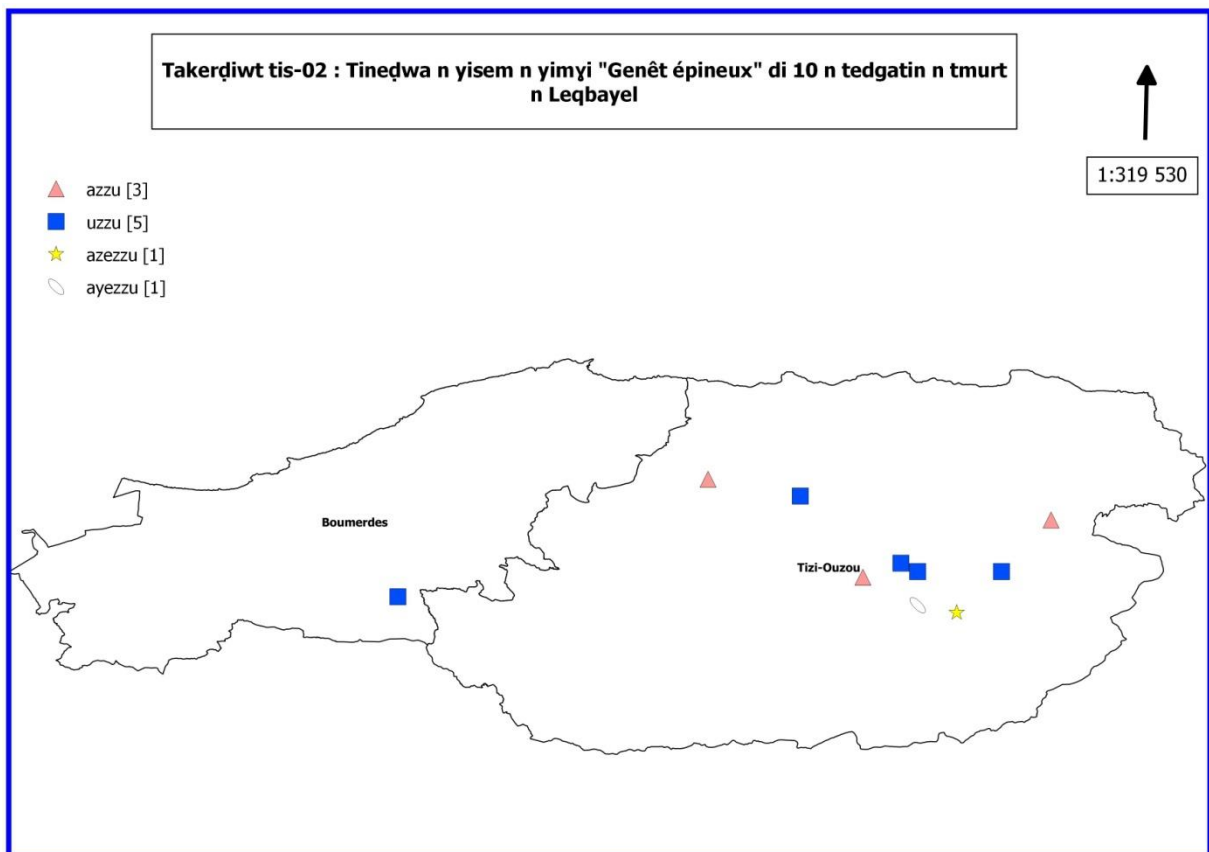 Takerḍiwt tis-02 : Tineḍwa n yisem n yimɣi "Genêt épineux" di 10 n tedgatin n tmurt
n Leqbayel
1:319 530
azzu [3]
uzzu [5]
azezzu [1]
ayezzu [1]
Boumerdes
Tizi-Ouzou